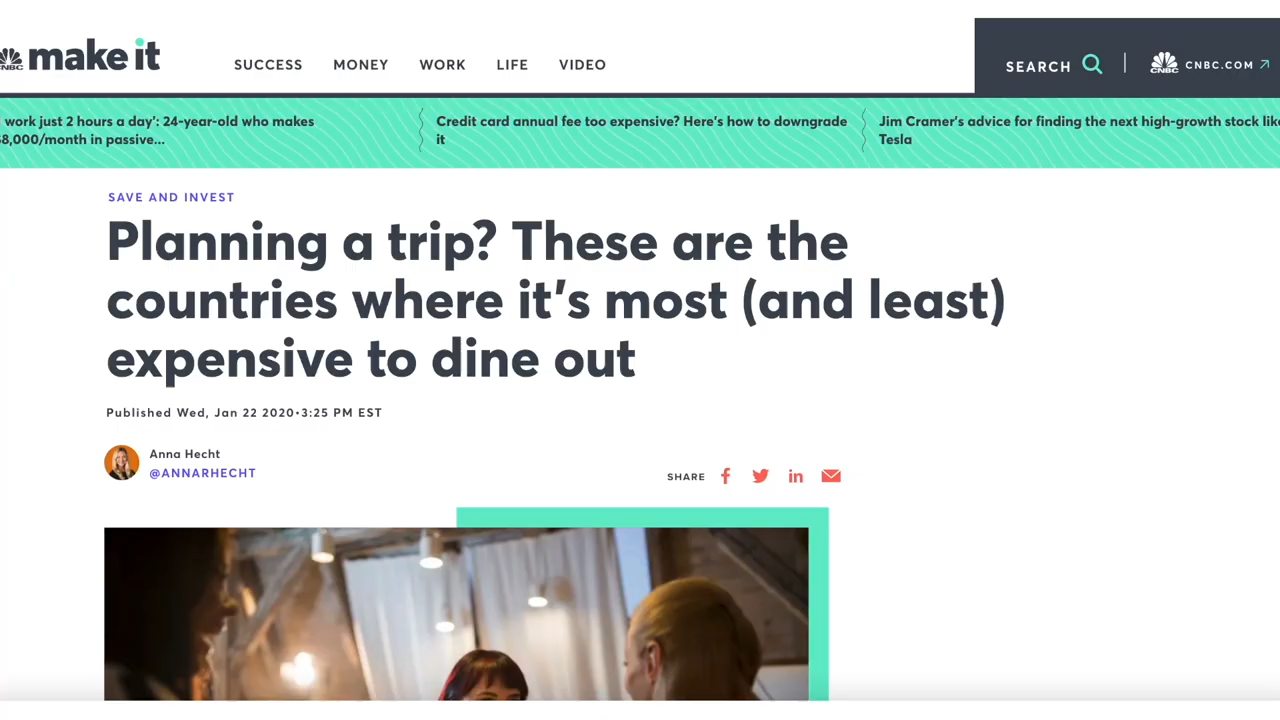 CNBC make it
SUCCESS
MONEY
WORK
LIFE
VIDEO
SEARCH
CNBC
CNBC.COM
work just 2 hours a day': 24-year-old who makes
8,000/month in passive...
Credit card annual fee too expensive? Here's how to downgrade
it
Jim Cramer's advice for finding the next high-growth stock like
Tesla
SAVE AND INVEST
Planning a trip? These are the
countries where it's most (and least)
expensive to dine out
Published Wed, Jan 22 2020•3:25 PM EST
Anna Hecht
@ANNARHECHT
SHARE